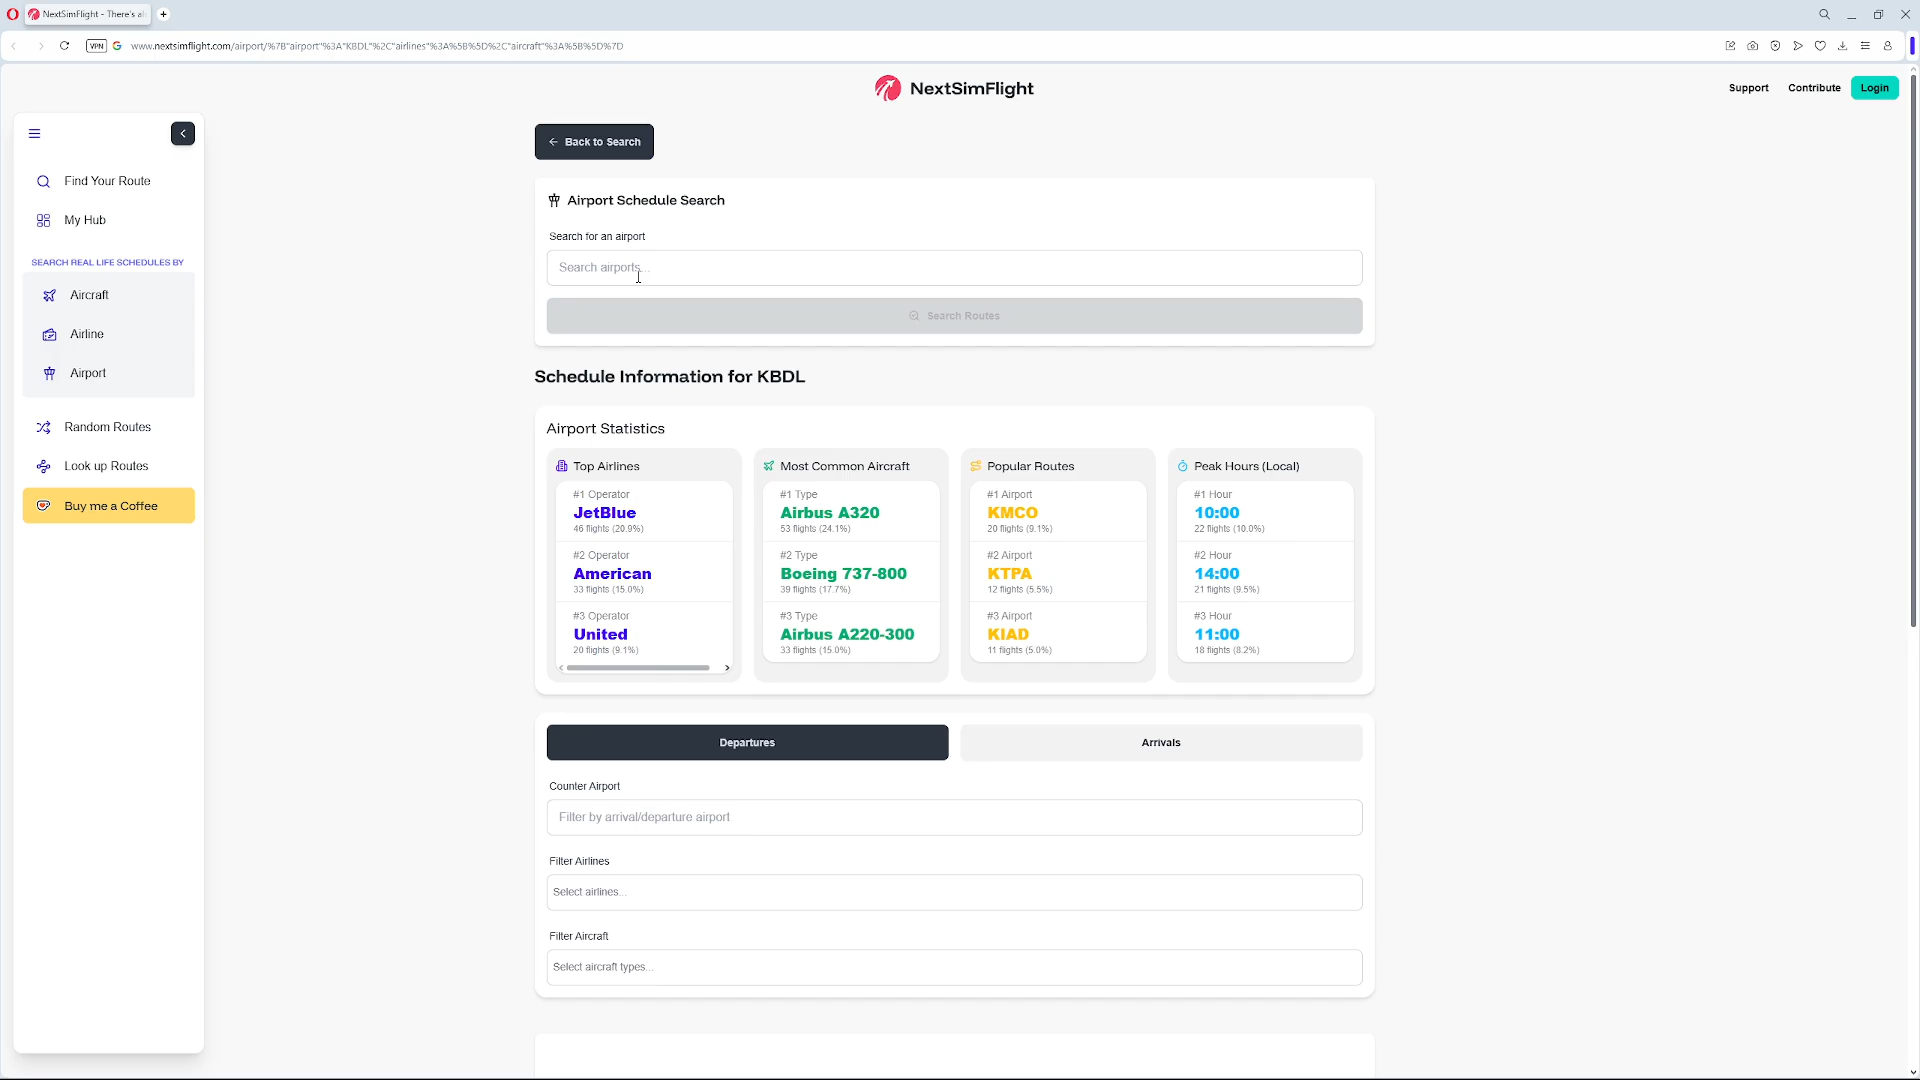 NextSimFlight - There's al
VPN
www.nextsimflight.com/airport/%7B"airport"%3A"KBDL"%2C"airlines"%3A%5B%5D%2C"aircraft"%3A%5B%5D%7D
NextSimFlight
Support
Contribute
Login
Find Your Route
My Hub
SEARCH REAL LIFE SCHEDULES BY
Aircraft
Airline
Airport
Random Routes
Look up Routes
Buy me a Coffee
Back to Search
Airport Schedule Search
Search for an airport
Search airports...
Search Routes
Schedule Information for KBDL
Airport Statistics
Top Airlines
#1 Operator
JetBlue
46 flights (20.9%)
#2 Operator
American
33 flights (15.0%)
#3 Operator
United
20 flights (9.1%)
Most Common Aircraft
#1 Type
Airbus A320
53 flights (24.1%)
#2 Type
Boeing 737-800
39 flights (17.7%)
#3 Type
Airbus A220-300
33 flights (15.0%)
Popular Routes
#1 Airport
KMCO
20 flights (9.1%)
#2 Airport
KTPA
12 flights (5.5%)
#3 Airport
KIAD
11 flights (5.0%)
Peak Hours (Local)
#1 Hour
10:00
22 flights (10.0%)
#2 Hour
14:00
21 flights (9.5%)
#3 Hour
11:00
18 flights (8.2%)
Departures
Arrivals
Counter Airport
Filter by arrival/departure airport
Filter Airlines
Select airlines...
Filter Aircraft
Select aircraft types...